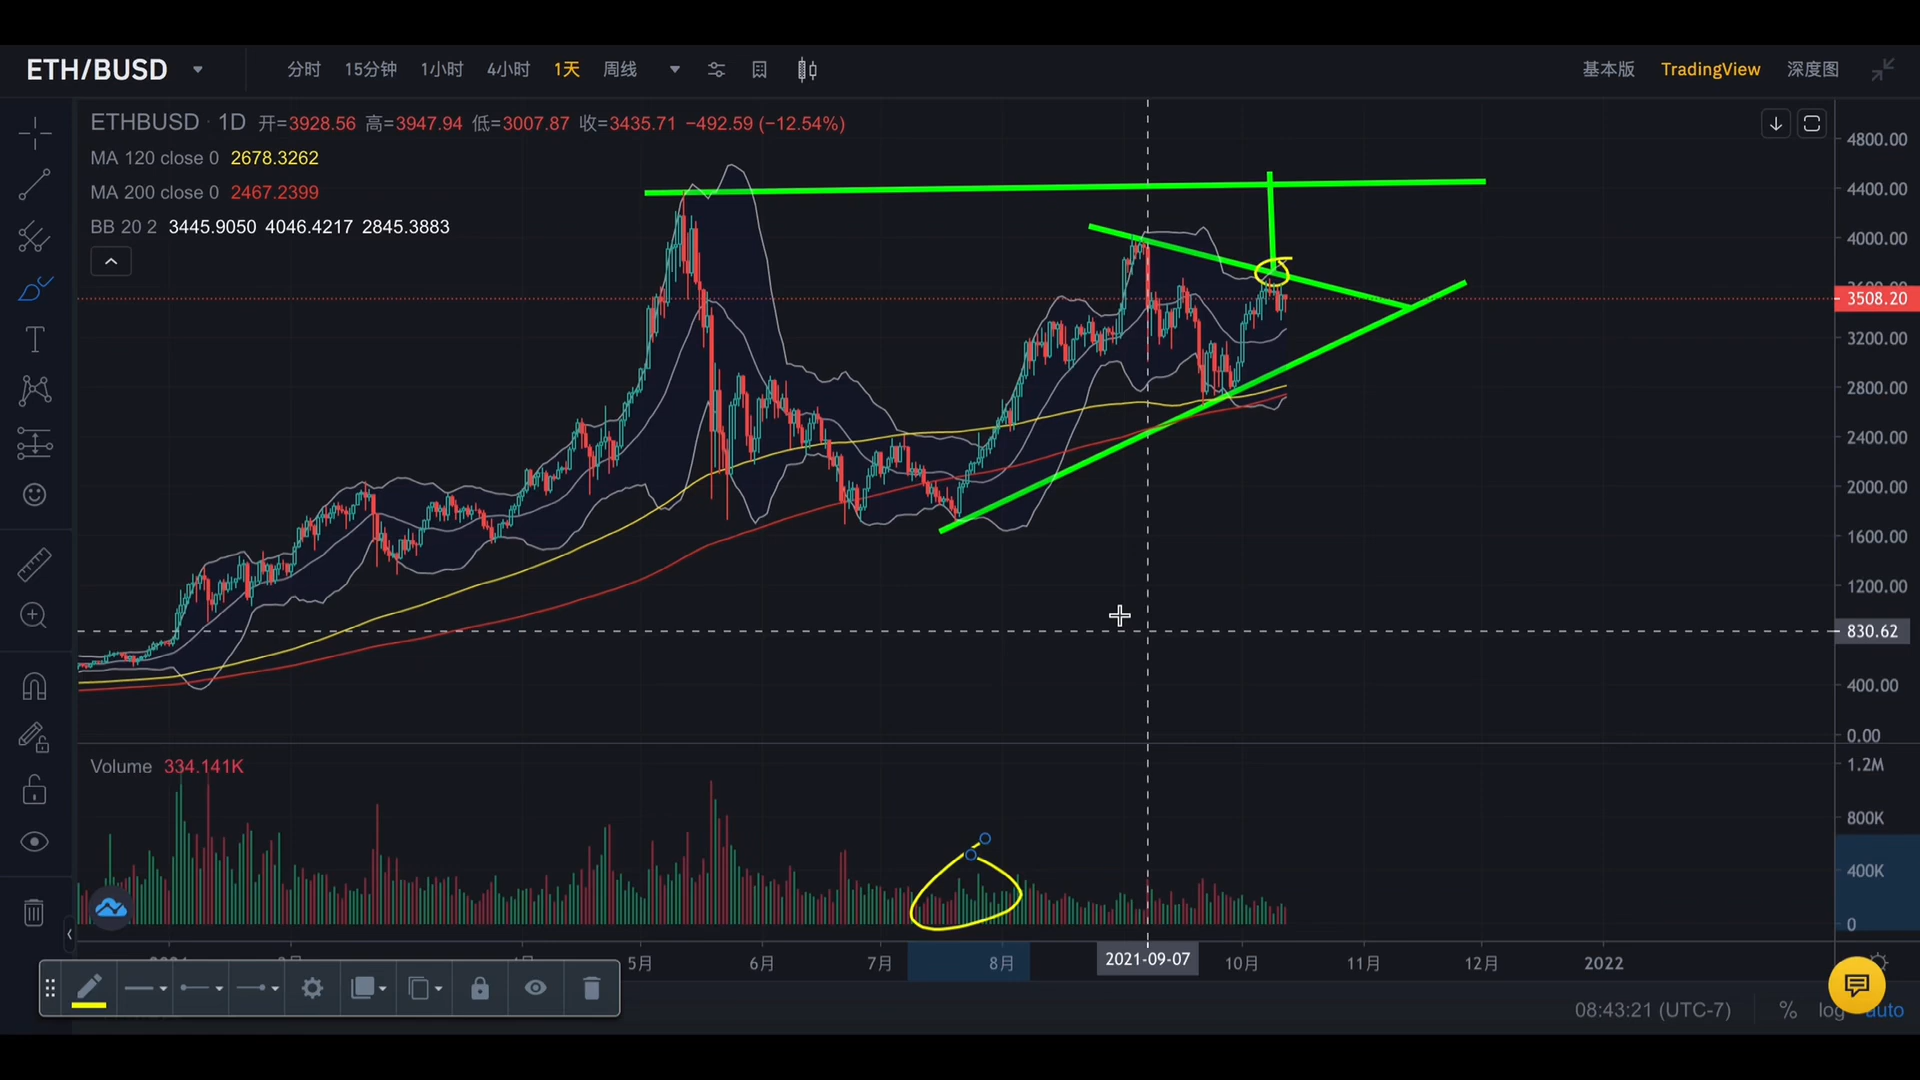 ETH/BUSD 分时 15分钟 1小时 4小时 1天 周线 基本版 TradingView 深度图
ETHBUSD · 1D 开=3928.56 高=3947.94 低=3007.87 收=3435.71 −492.59 (−12.54%)
MA 120 close 0 2678.3262
MA 200 close 0 2467.2399
BB 20 2 3445.9050 4046.4217 2845.3883
4800.00
4400.00
4000.00
3508.20
3200.00
2800.00
2400.00
2000.00
1600.00
1200.00
830.62
400.00
0.00
Volume 334.141K
1.2M
800K
400K
0
5月 6月 7月 8月 2021-09-07 10月 11月 12月 2022
08:43:21 (UTC-7) % log auto